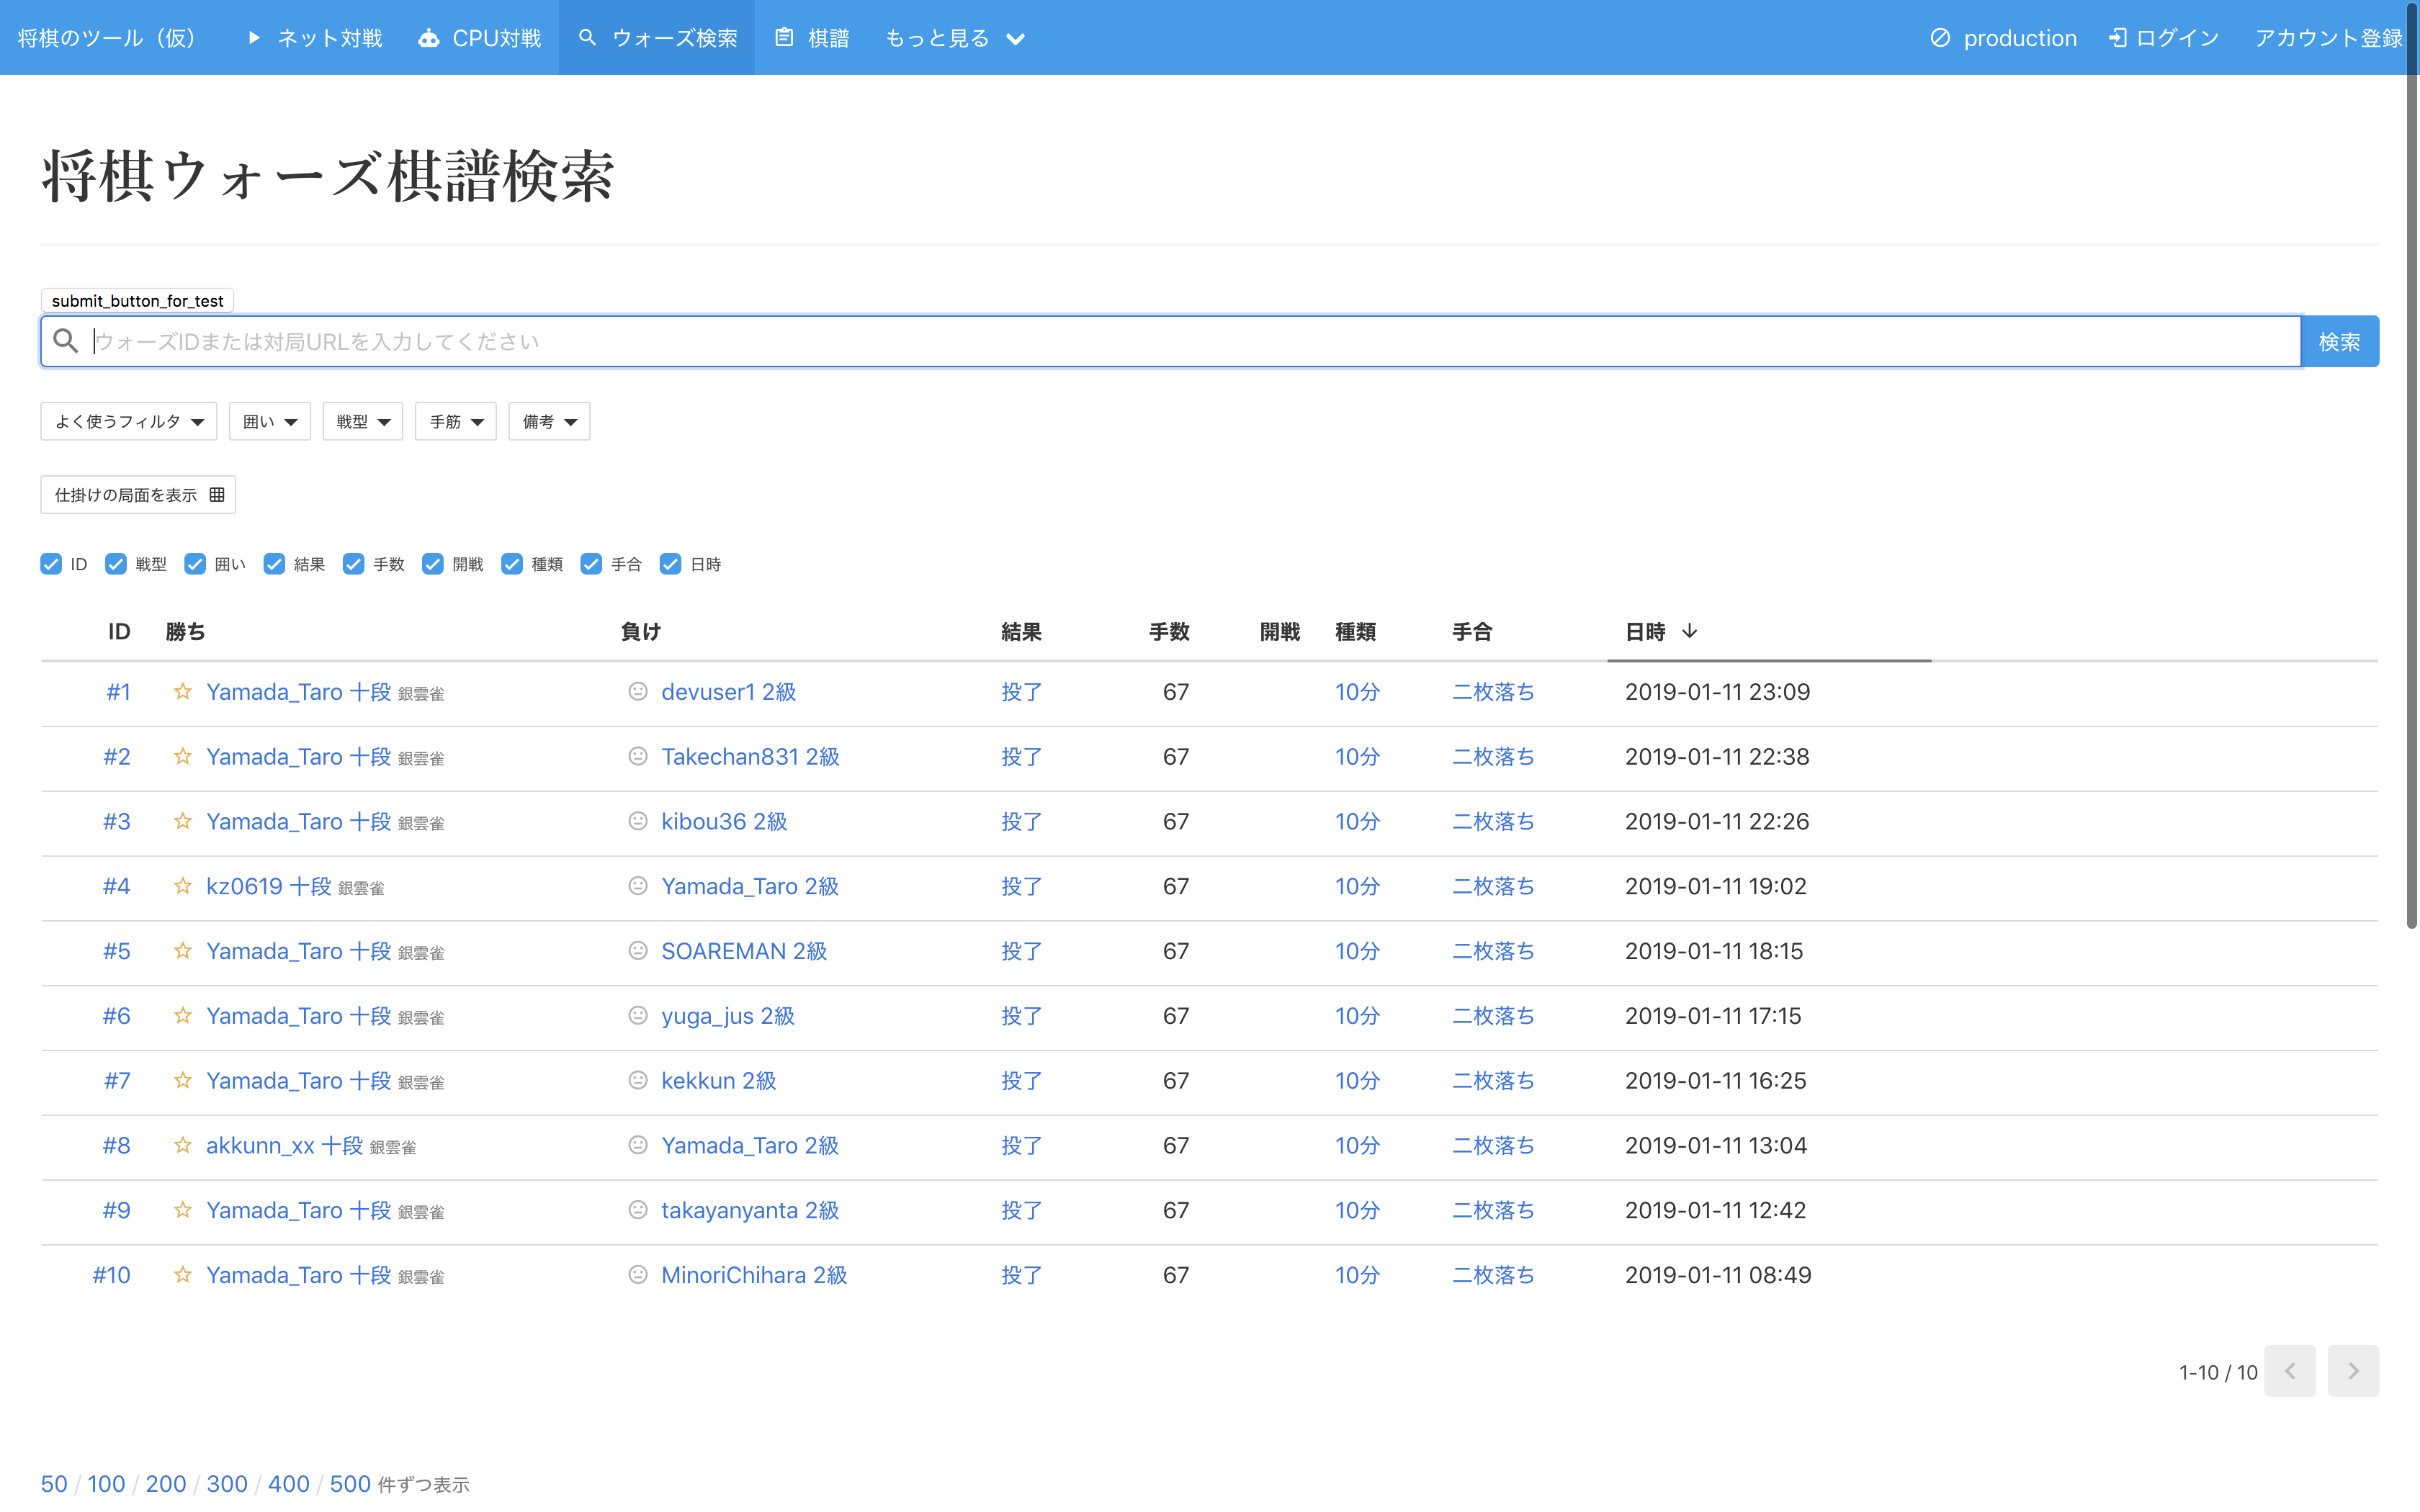 将棋のツール（仮） ネット対戦 CPU対戦 ウォーズ検索 棋譜 もっと見る production ログイン アカウント登録
将棋ウォーズ棋譜検索
submit_button_for_test
ウォーズIDまたは対局URLを入力してください 検索
よく使うフィルタ 囲い 戦型 手筋 備考
仕掛けの局面を表示
ID 戦型 囲い 結果 手数 開戦 種類 手合 日時
ID 勝ち 負け 結果 手数 開戦 種類 手合 日時
#1 Yamada_Taro 十段 銀雲雀 devuser1 2級 投了 67 10分 二枚落ち 2019-01-11 23:09
#2 Yamada_Taro 十段 銀雲雀 Takechan831 2級 投了 67 10分 二枚落ち 2019-01-11 22:38
#3 Yamada_Taro 十段 銀雲雀 kibou36 2級 投了 67 10分 二枚落ち 2019-01-11 22:26
#4 kz0619 十段 銀雲雀 Yamada_Taro 2級 投了 67 10分 二枚落ち 2019-01-11 19:02
#5 Yamada_Taro 十段 銀雲雀 SOAREMAN 2級 投了 67 10分 二枚落ち 2019-01-11 18:15
#6 Yamada_Taro 十段 銀雲雀 yuga_jus 2級 投了 67 10分 二枚落ち 2019-01-11 17:15
#7 Yamada_Taro 十段 銀雲雀 kekkun 2級 投了 67 10分 二枚落ち 2019-01-11 16:25
#8 akkunn_xx 十段 銀雲雀 Yamada_Taro 2級 投了 67 10分 二枚落ち 2019-01-11 13:04
#9 Yamada_Taro 十段 銀雲雀 takayanyanta 2級 投了 67 10分 二枚落ち 2019-01-11 12:42
#10 Yamada_Taro 十段 銀雲雀 MinoriChihara 2級 投了 67 10分 二枚落ち 2019-01-11 08:49
1-10 / 10
50 / 100 / 200 / 300 / 400 / 500 件ずつ表示